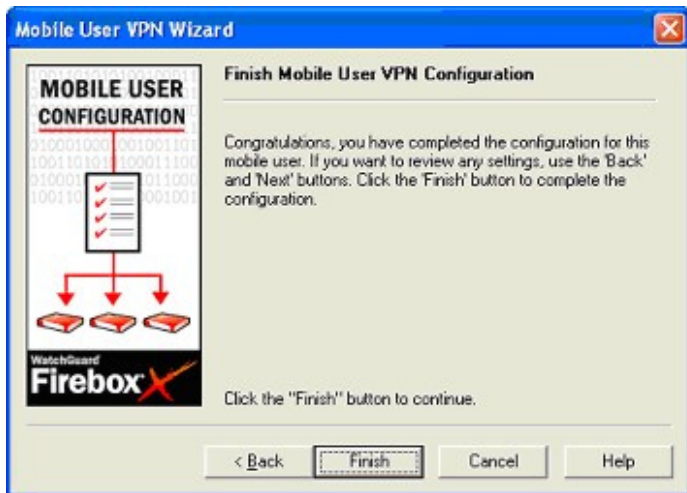 Mobile User VPN Wizard
MOBILE USER
CONFIGURATION
WatchGuard
Firebox X
Finish Mobile User VPN Configuration
Congratulations, you have completed the configuration for this
mobile user. If you want to review any settings, use the 'Back'
and 'Next' buttons. Click the 'Finish' button to complete the
configuration.
Click the "Finish" button to continue.
< Back
Finish
Cancel
Help